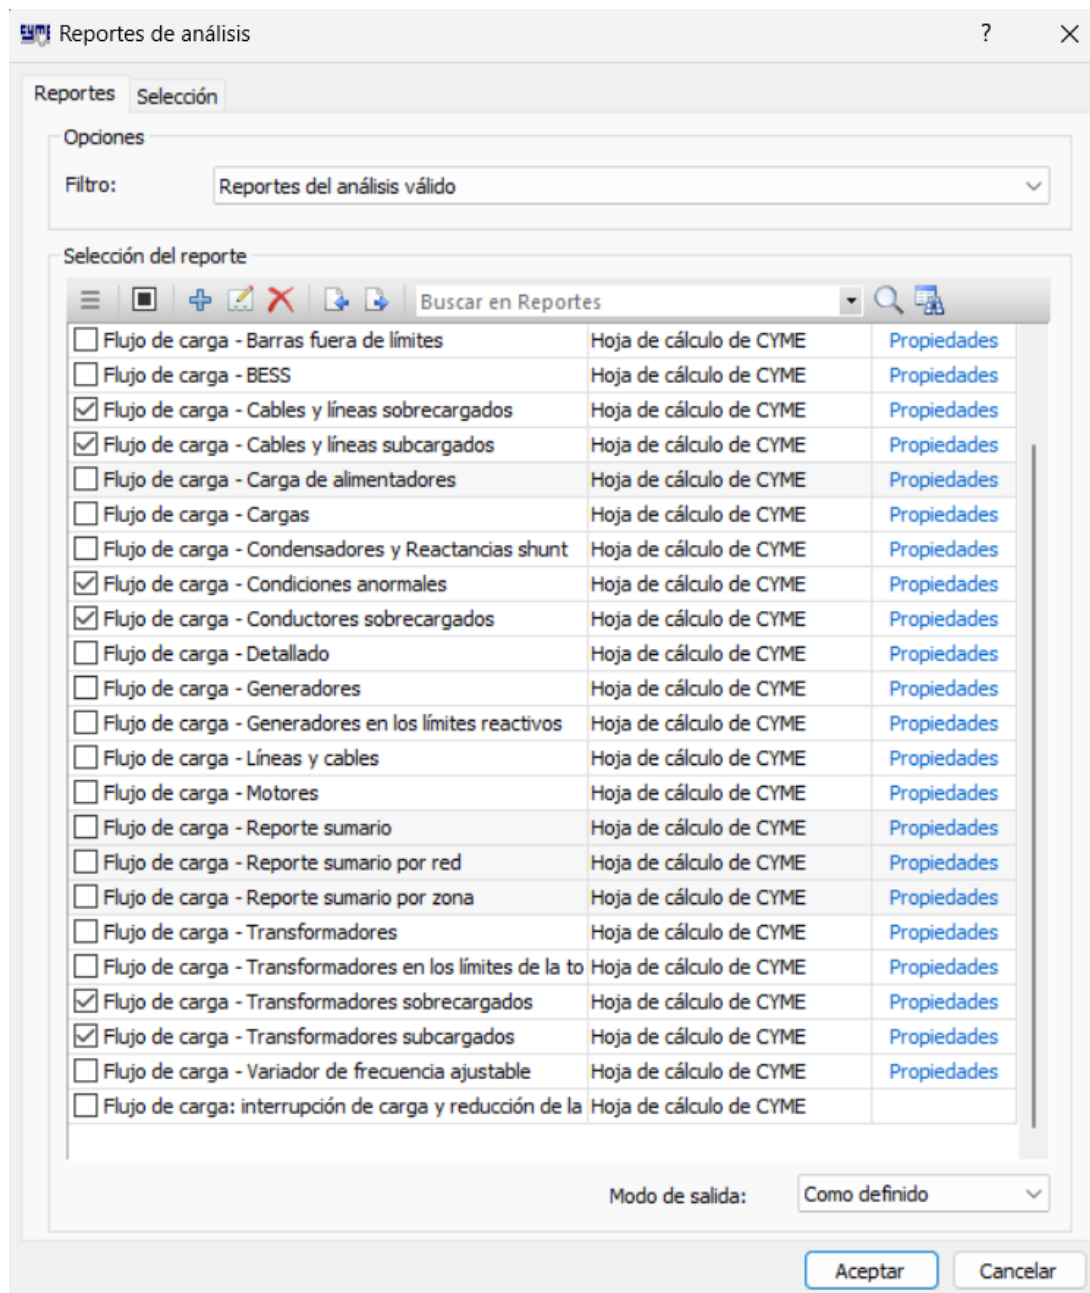 CYME Reportes de análisis ?
Reportes Selección
Opciones
Filtro: Reportes del análisis válido
Selección del reporte
Buscar en Reportes
Flujo de carga - Barras fuera de límites Hoja de cálculo de CYME Propiedades
Flujo de carga - BESS Hoja de cálculo de CYME Propiedades
Flujo de carga - Cables y líneas sobrecargados Hoja de cálculo de CYME Propiedades
Flujo de carga - Cables y líneas subcargados Hoja de cálculo de CYME Propiedades
Flujo de carga - Carga de alimentadores Hoja de cálculo de CYME Propiedades
Flujo de carga - Cargas Hoja de cálculo de CYME Propiedades
Flujo de carga - Condensadores y Reactancias shunt Hoja de cálculo de CYME Propiedades
Flujo de carga - Condiciones anormales Hoja de cálculo de CYME Propiedades
Flujo de carga - Conductores sobrecargados Hoja de cálculo de CYME Propiedades
Flujo de carga - Detallado Hoja de cálculo de CYME Propiedades
Flujo de carga - Generadores Hoja de cálculo de CYME Propiedades
Flujo de carga - Generadores en los límites reactivos Hoja de cálculo de CYME Propiedades
Flujo de carga - Líneas y cables Hoja de cálculo de CYME Propiedades
Flujo de carga - Motores Hoja de cálculo de CYME Propiedades
Flujo de carga - Reporte sumario Hoja de cálculo de CYME Propiedades
Flujo de carga - Reporte sumario por red Hoja de cálculo de CYME Propiedades
Flujo de carga - Reporte sumario por zona Hoja de cálculo de CYME Propiedades
Flujo de carga - Transformadores Hoja de cálculo de CYME Propiedades
Flujo de carga - Transformadores en los límites de la to Hoja de cálculo de CYME Propiedades
Flujo de carga - Transformadores sobrecargados Hoja de cálculo de CYME Propiedades
Flujo de carga - Transformadores subcargados Hoja de cálculo de CYME Propiedades
Flujo de carga - Variador de frecuencia ajustable Hoja de cálculo de CYME Propiedades
Flujo de carga: interrupción de carga y reducción de la Hoja de cálculo de CYME
Modo de salida: Como definido
Aceptar Cancelar